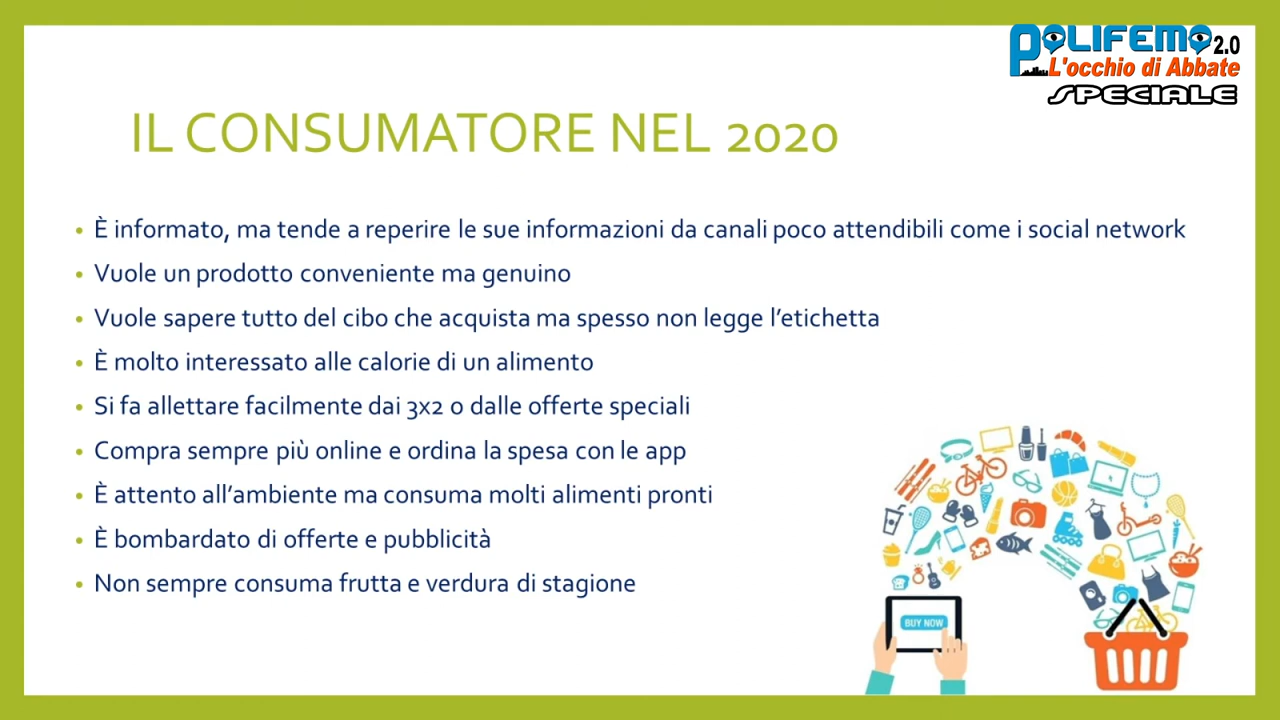 POLIFEMO 2.0
L'occhio di Abbate
SPECIALE
IL CONSUMATORE NEL 2020
• È informato, ma tende a reperire le sue informazioni da canali poco attendibili come i social network
• Vuole un prodotto conveniente ma genuino
• Vuole sapere tutto del cibo che acquista ma spesso non legge l’etichetta
• È molto interessato alle calorie di un alimento
• Si fa allettare facilmente dai 3x2 o dalle offerte speciali
• Compra sempre più online e ordina la spesa con le app
• È attento all’ambiente ma consuma molti alimenti pronti
• È bombardato di offerte e pubblicità
• Non sempre consuma frutta e verdura di stagione
BUY NOW